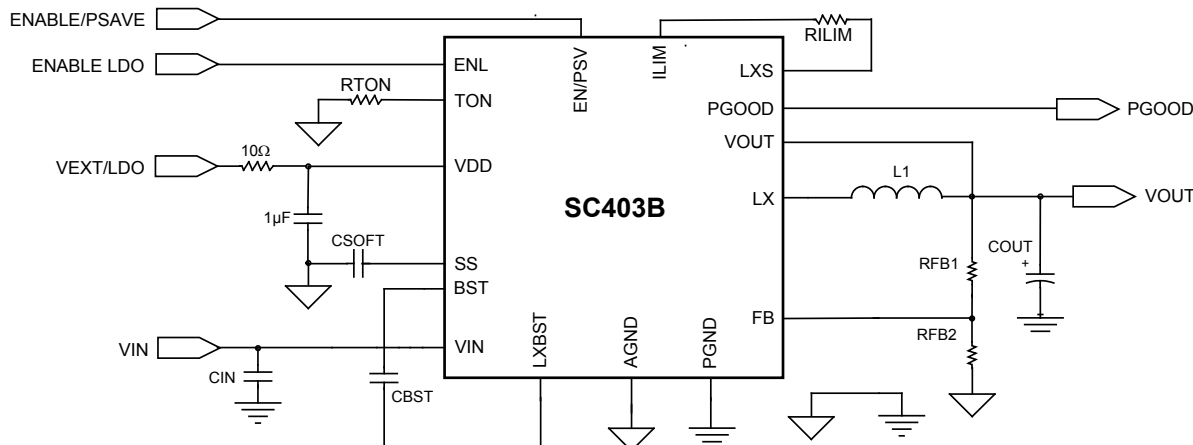 ENABLE/PSAVE
ENABLE LDO
VEXT/LDO
VIN
RTON
10Ω
1µF
CSOFT
CIN
CBST
ENL
TON
VDD
SS
BST
VIN
EN/PSV
ILIM
SC403B
LXBST
AGND
PGND
LXS
PGOOD
VOUT
LX
FB
RILIM
L1
RFB1
RFB2
COUT
+
PGOOD
VOUT